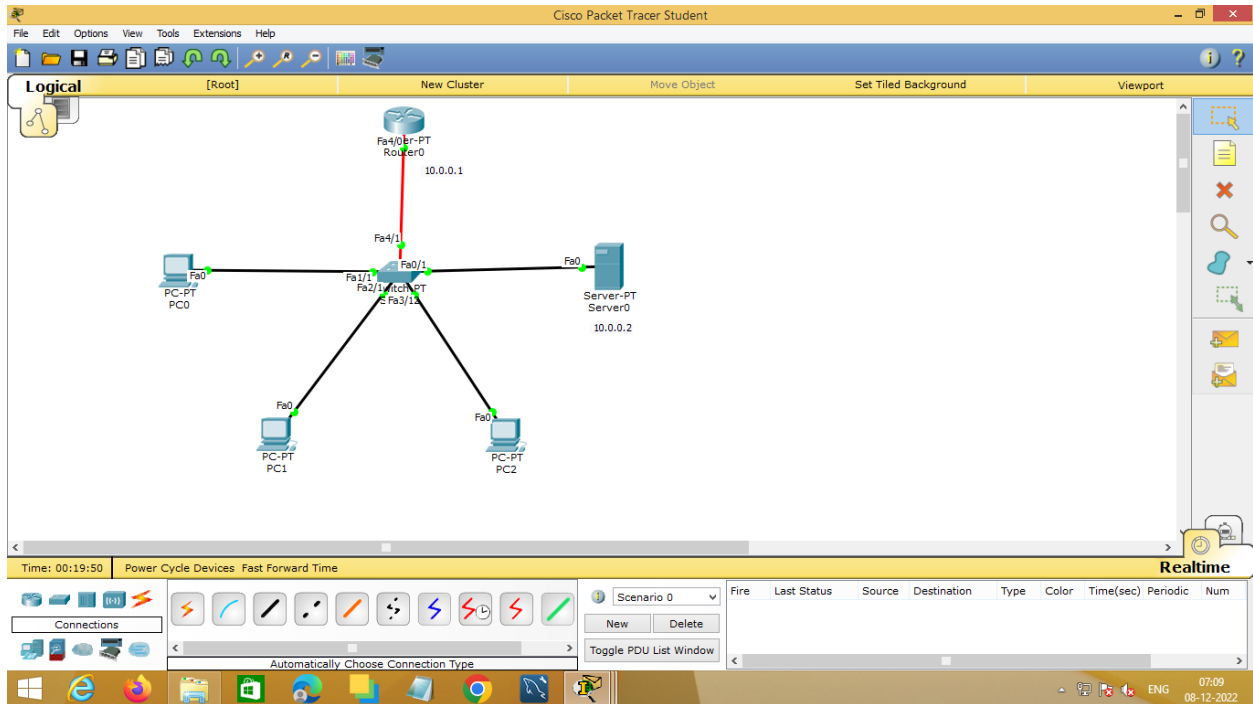 Cisco Packet Tracer Student
File Edit Options View Tools Extensions Help
Logical [Root] New Cluster Move Object Set Tiled Background Viewport
Fa4/0er-PT
Router0
10.0.0.1
Fa4/1
Fa0/1
Fa0
Fa0
Fa1/1
Fa2/1witch-PT
Fa3/12
PC-PT
PC0
Server-PT
Server0
10.0.0.2
Fa0
Fa0
PC-PT
PC1
PC-PT
PC2
Time: 00:19:50 Power Cycle Devices Fast Forward Time
Realtime
Connections
Automatically Choose Connection Type
Scenario 0
New Delete
Toggle PDU List Window
Fire Last Status Source Destination Type Color Time(sec) Periodic Num
ENG
07:09
08-12-2022